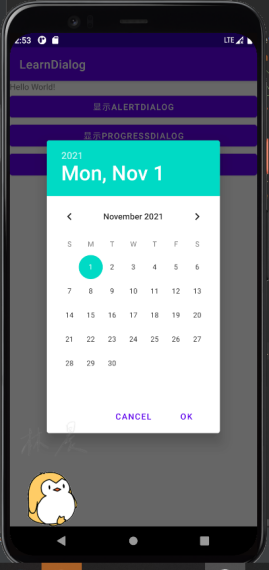 2:53
LTE
LearnDialog
Hello World!
显示ALERTDIALOG
显示PROGRESSDIALOG
2021
Mon, Nov 1
November 2021
S M T W T F S
1 2 3 4 5 6
7 8 9 10 11 12 13
14 15 16 17 18 19 20
21 22 23 24 25 26 27
28 29 30
CANCEL OK
林晨